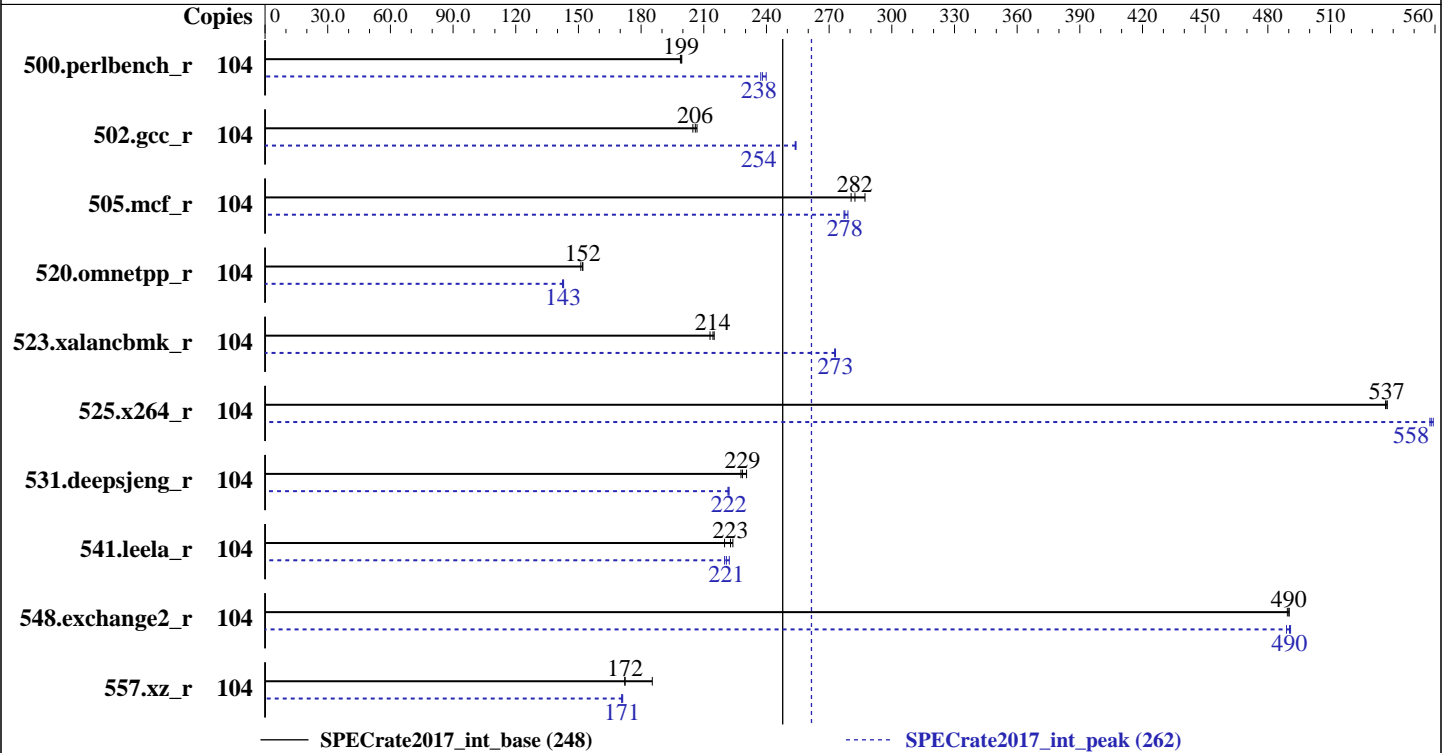 Copies 0 30.0 60.0 90.0 120 150 180 210 240 270 300 330 360 390 420 450 480 510 560
199
500.perlbench_r 104
238
206
502.gcc_r 104
254
282
505.mcf_r 104
278
152
520.omnetpp_r 104
143
214
523.xalancbmk_r 104
273
537
525.x264_r 104
558
229
531.deepsjeng_r 104
222
223
541.leela_r 104
221
490
548.exchange2_r 104
490
172
557.xz_r 104
171
SPECrate2017_int_base (248) SPECrate2017_int_peak (262)